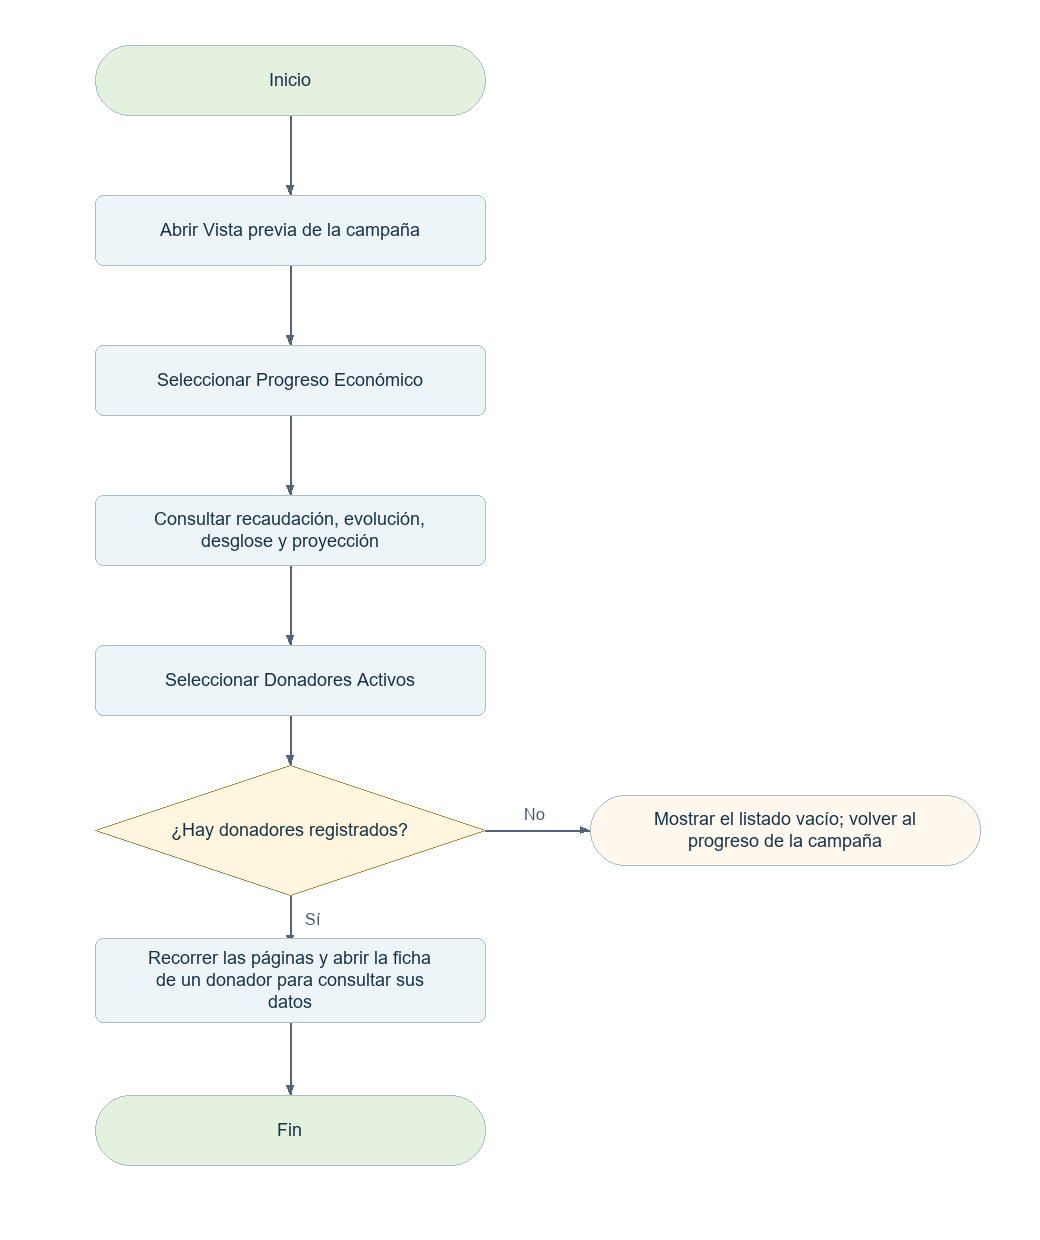 Inicio
Abrir Vista previa de la campaña
Seleccionar Progreso Económico
Consultar recaudación, evolución,
desglose y proyección
Seleccionar Donadores Activos
¿Hay donadores registrados?
No
Mostrar el listado vacío; volver al
progreso de la campaña
Sí
Recorrer las páginas y abrir la ficha
de un donador para consultar sus
datos
Fin